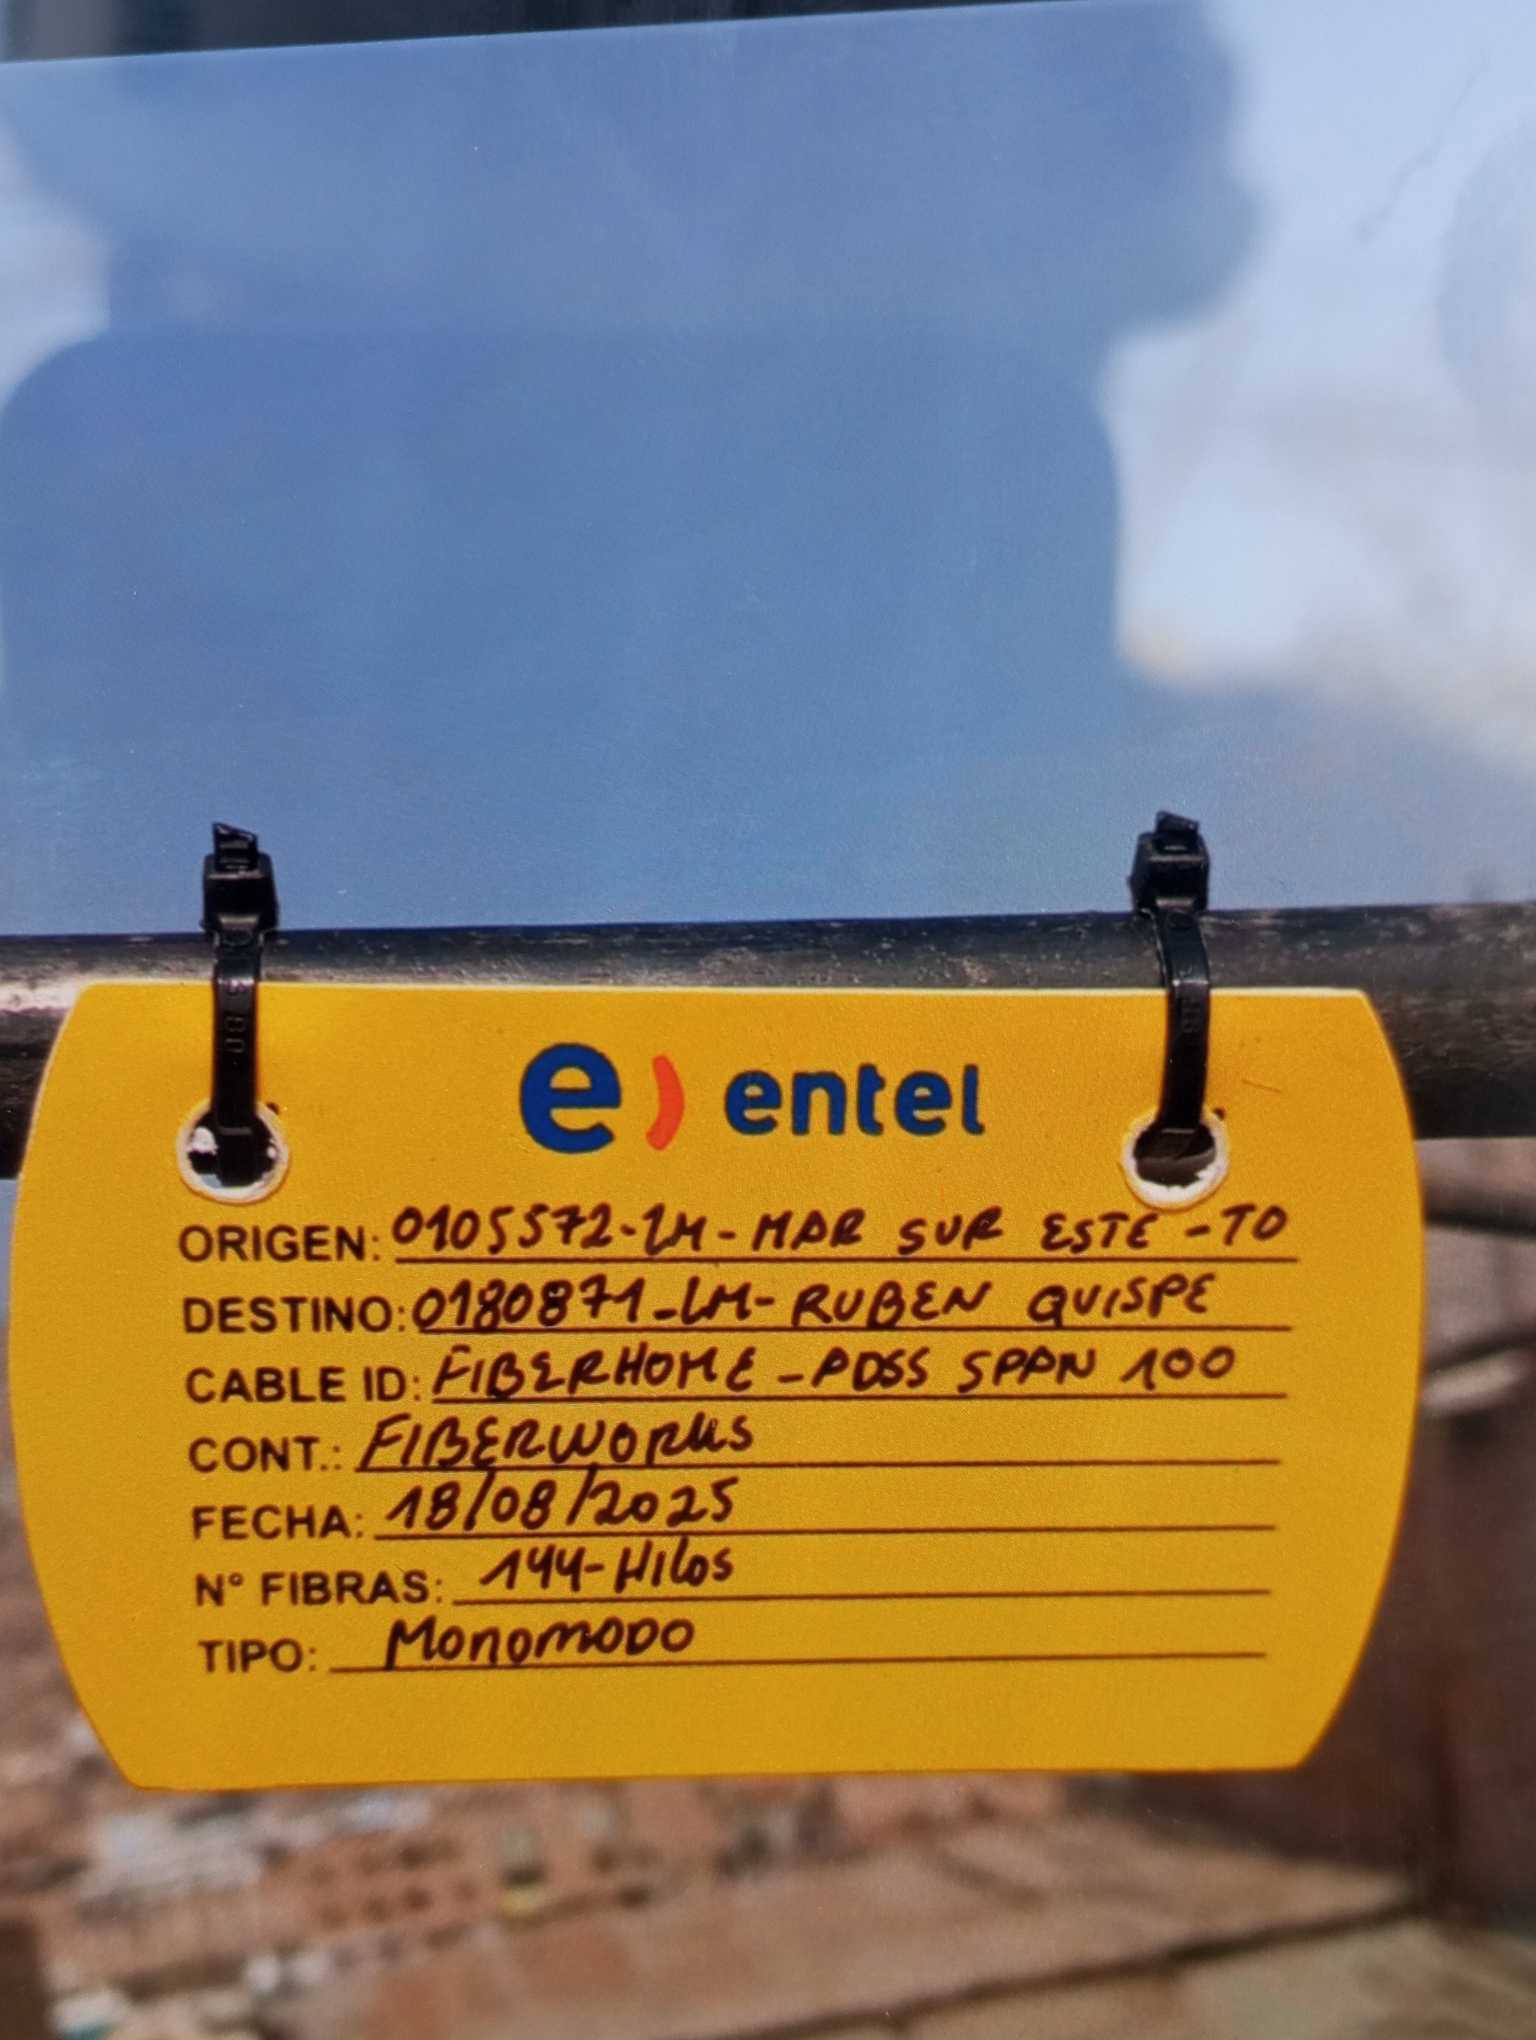 e) entel
ORIGEN: 0105572-LM-MAR SUR ESTE -TO
DESTINO: 0180871-LM-RUBEN QUISPE
CABLE ID: FIBERHOME -ADSS SPAN 100
CONT.: FIBERWORKS
FECHA: 18/08/2025
N° FIBRAS: 144-Hilos
TIPO: MONOMODO